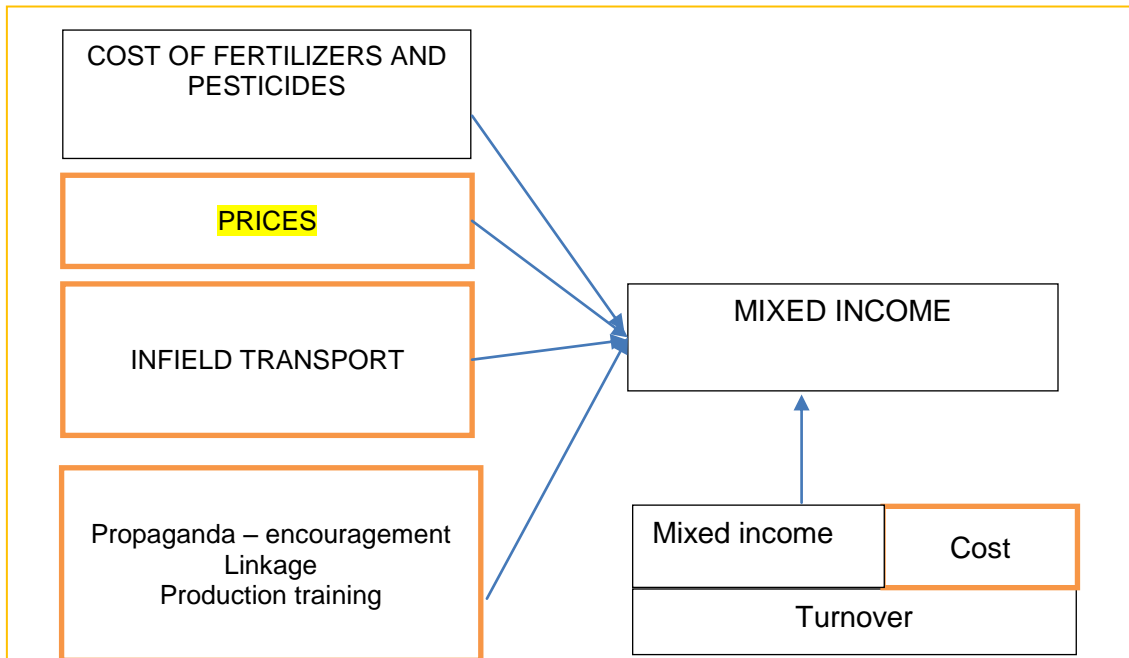 COST OF FERTILIZERS AND
PESTICIDES
PRICES
INFIELD TRANSPORT
Propaganda – encouragement
Linkage
Production training
MIXED INCOME
Mixed income
Cost
Turnover